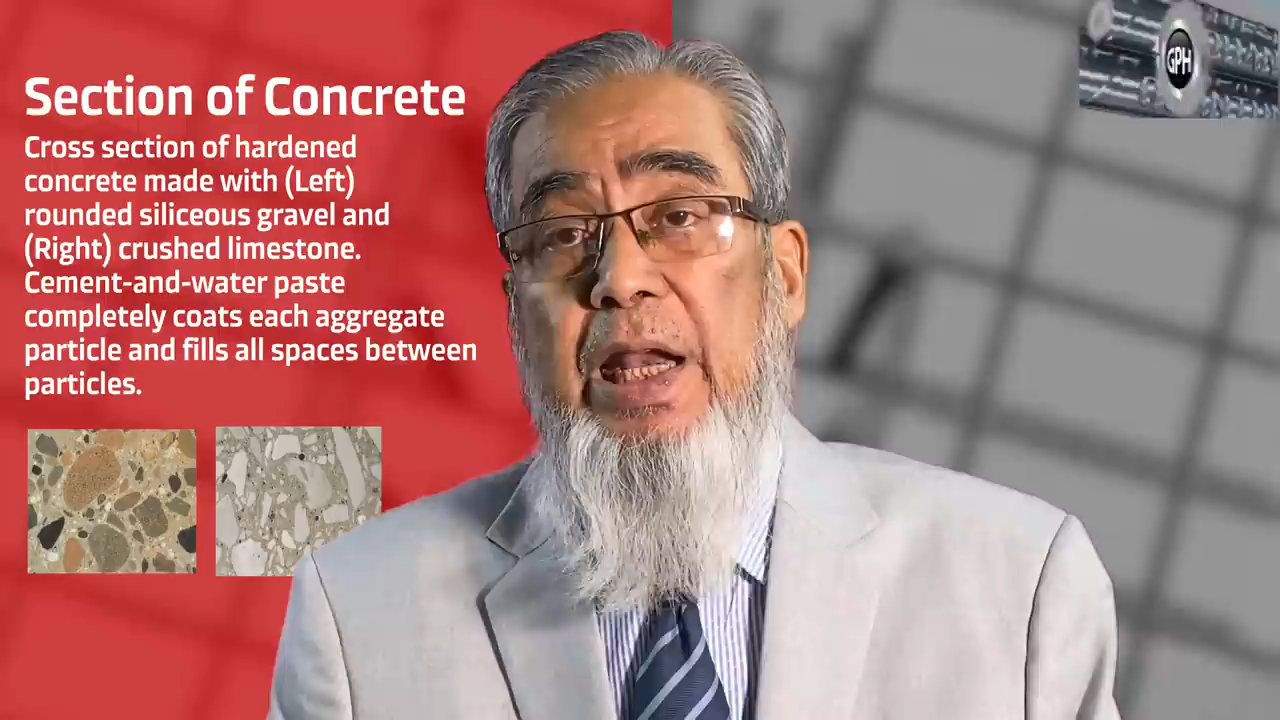 Section of Concrete
Cross section of hardened
concrete made with (Left)
rounded siliceous gravel and
(Right) crushed limestone.
Cement-and-water paste
completely coats each aggregate
particle and fills all spaces between
particles.
GPH